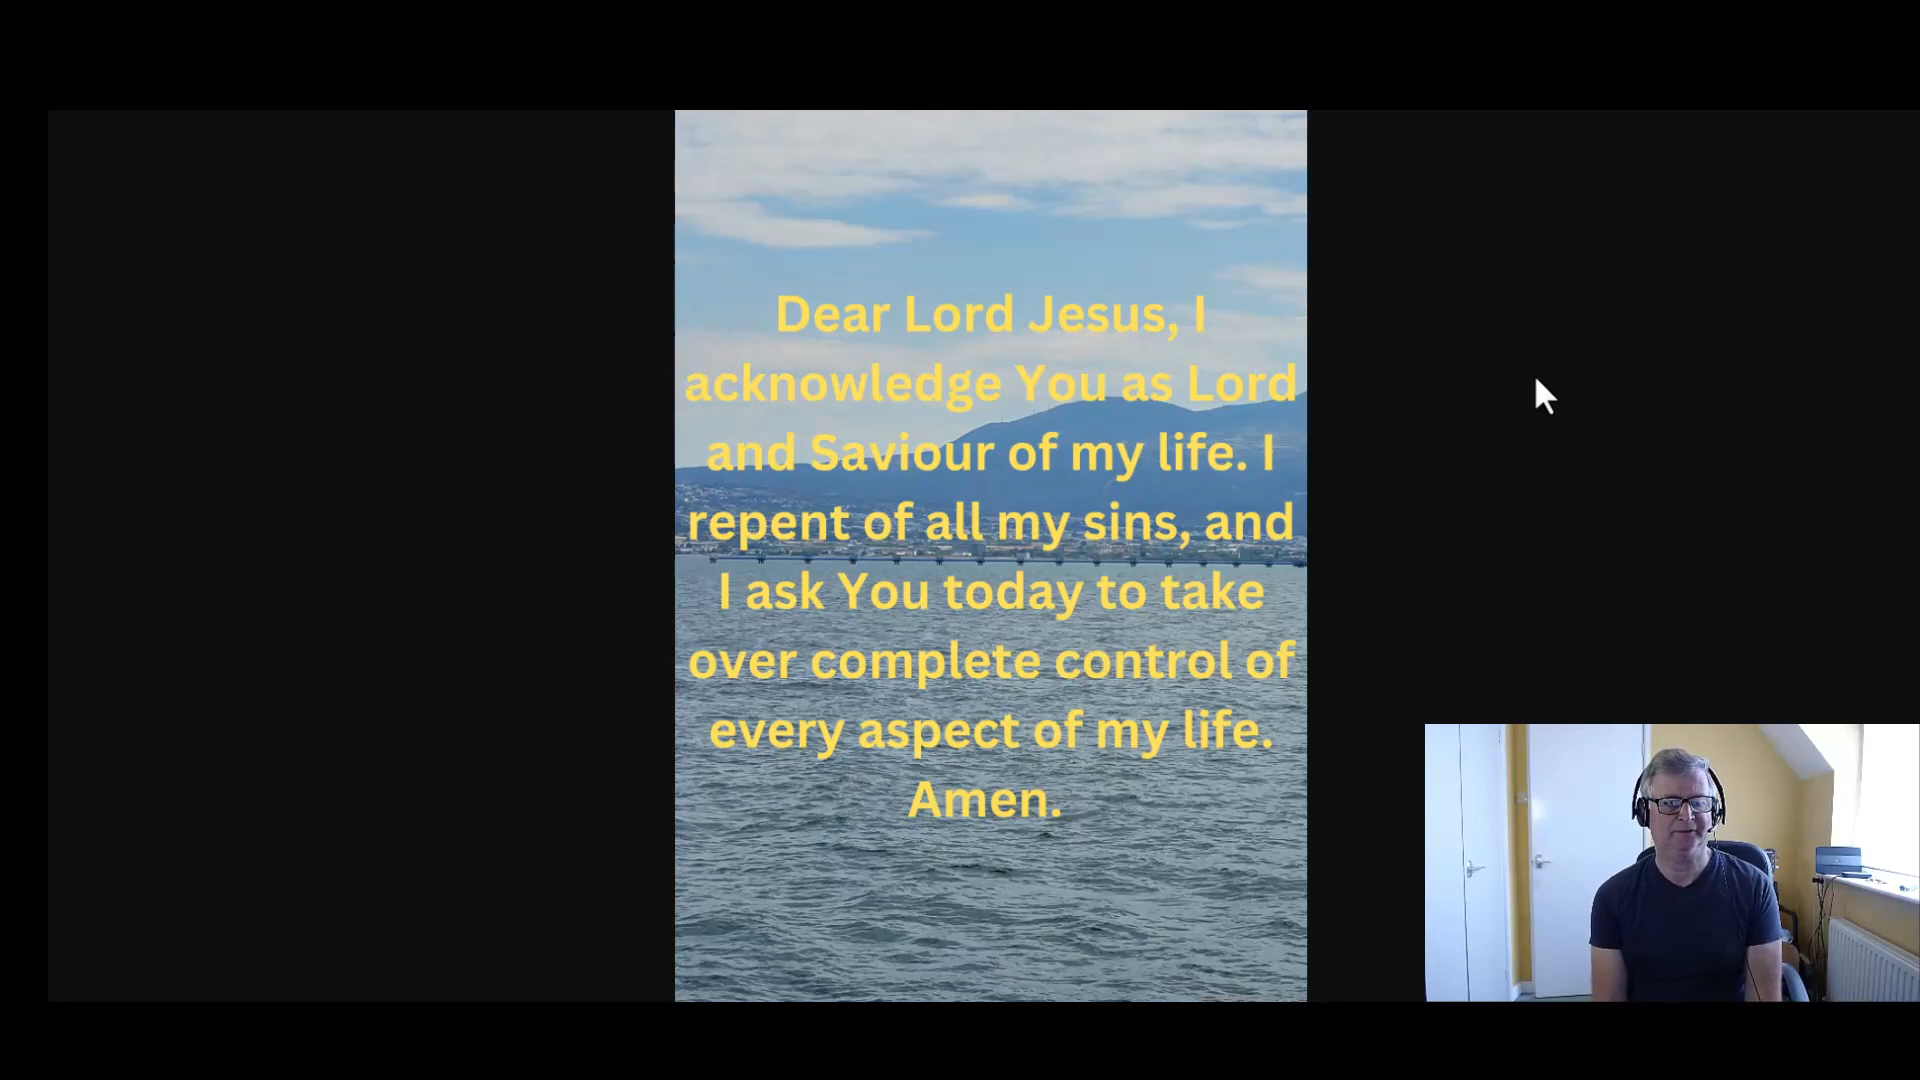 Dear Lord Jesus, I
acknowledge You as Lord
and Saviour of my life. I
repent of all my sins, and
I ask You today to take
over complete control of
every aspect of my life.
Amen.